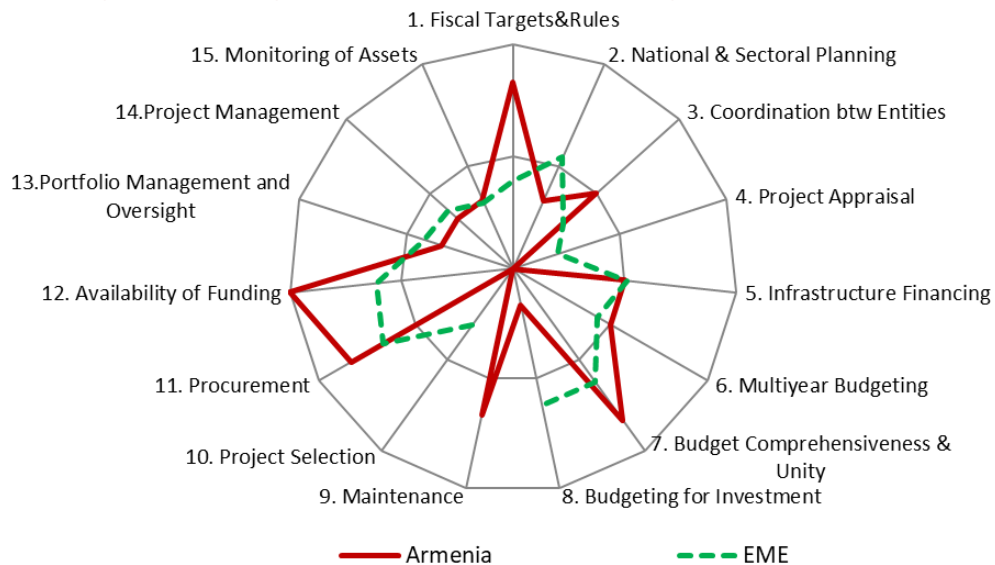 1. Fiscal Targets&Rules
2. National & Sectoral Planning
3. Coordination btw Entities
4. Project Appraisal
5. Infrastructure Financing
6. Multiyear Budgeting
7. Budget Comprehensiveness &
Unity
8. Budgeting for Investment
9. Maintenance
10. Project Selection
11. Procurement
12. Availability of Funding
13.Portfolio Management and
Oversight
14.Project Management
15. Monitoring of Assets
Armenia
EME